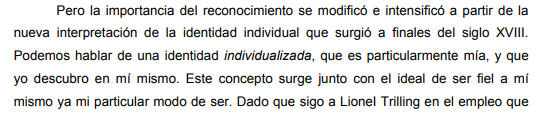 Pero la importancia del reconocimiento se modificó e intensificó a partir de la
nueva interpretación de la identidad individual que surgió a finales del siglo XVIII.
Podemos hablar de una identidad individualizada, que es particularmente mía, y que
yo descubro en mí mismo. Este concepto surge junto con el ideal de ser fiel a mí
mismo ya mi particular modo de ser. Dado que sigo a Lionel Trilling en el empleo que